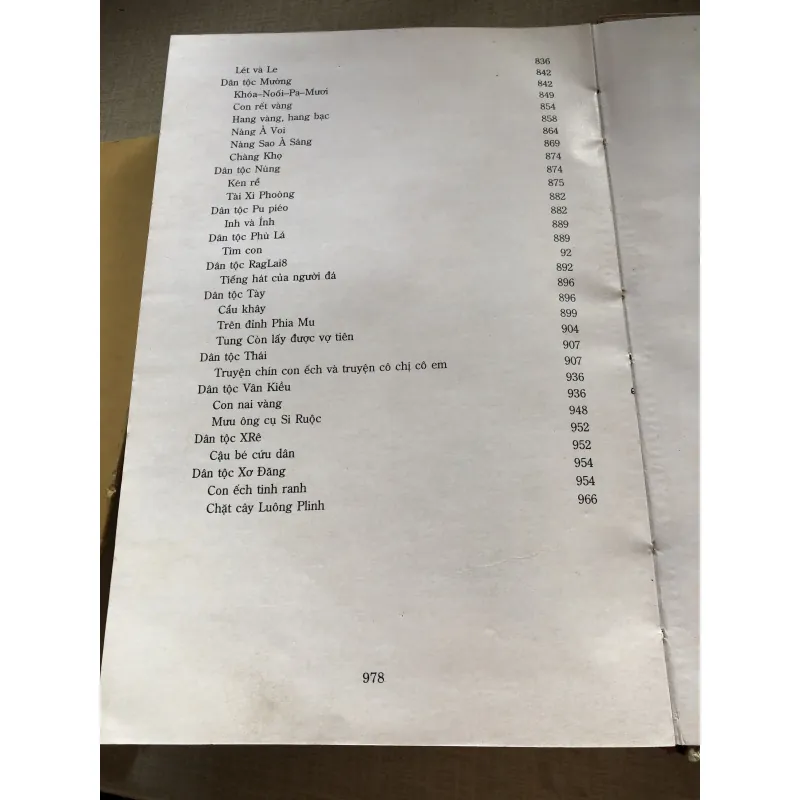 Lét và Le 836
Dân tộc Mường 842
Khóa–Noỗi–Pa–Mươi 842
Con rết vàng 849
Hang vàng, hang bạc 854
Nàng À Voi 858
Nàng Sao À Sáng 864
Chàng Khọ 869
Dân tộc Nùng 874
Kén rể 874
Tài Xì Phoòng 875
Dân tộc Pu péo 882
Inh và Ính 882
Dân tộc Phù Lá 889
Tìm con 889
Dân tộc RagLai8 92
Tiếng hát của người đá 892
Dân tộc Tày 896
Cẩu khây 896
Trên đỉnh Phia Mu 899
Tung Còn lấy được vợ tiên 904
Dân tộc Thái 907
Truyện chín con ếch và truyện cô chị cô em 907
Dân tộc Vân Kiều 936
Con nai vàng 936
Mưu ông cụ Si Ruộc 948
Dân tộc XRê 952
Cậu bé cứu dân 952
Dân tộc Xơ Đăng 954
Con ếch tinh ranh 954
Chặt cây Luông Plinh 966
978